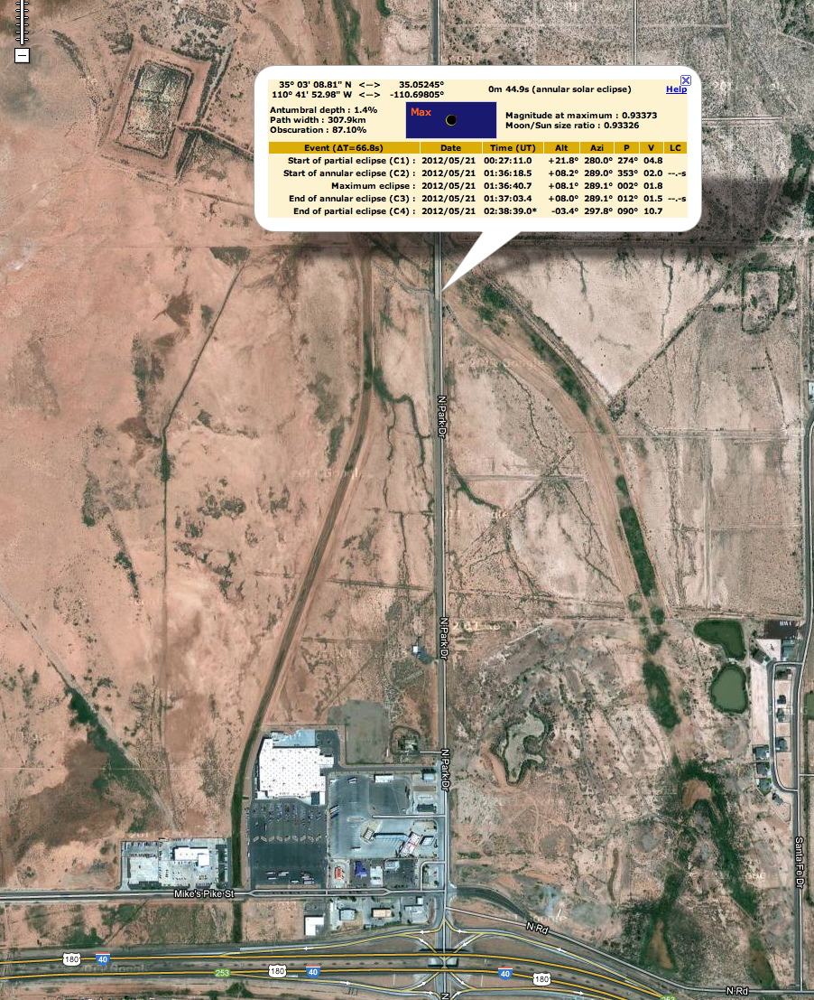 35° 03' 08.81" N <—> 35.05245°
110° 41' 52.98" W <—> -110.69805°
0m 44.9s (annular solar eclipse)
Help
Antumbral depth : 1.4%
Path width : 307.9km
Obscuration : 87.10%
Max
Magnitude at maximum : 0.93373
Moon/Sun size ratio : 0.93326
Event (ΔT=66.8s) Date Time (UT) Alt Azi P V LC
Start of partial eclipse (C1) : 2012/05/21 00:27:11.0 +21.8° 280.0° 274° 04.8
Start of annular eclipse (C2) : 2012/05/21 01:36:18.5 +08.2° 289.0° 353° 02.0 --.-s
Maximum eclipse : 2012/05/21 01:36:40.7 +08.1° 289.1° 002° 01.8
End of annular eclipse (C3) : 2012/05/21 01:37:03.4 +08.0° 289.1° 012° 01.5 --.-s
End of partial eclipse (C4) : 2012/05/21 02:38:39.0* -03.4° 297.8° 090° 10.7
N Park Dr
N Park Dr
N Park Dr
Santa Fe Dr
Mike's Pike St
N Rd
180 40
253 180 40
40 180
N Rd
253
N